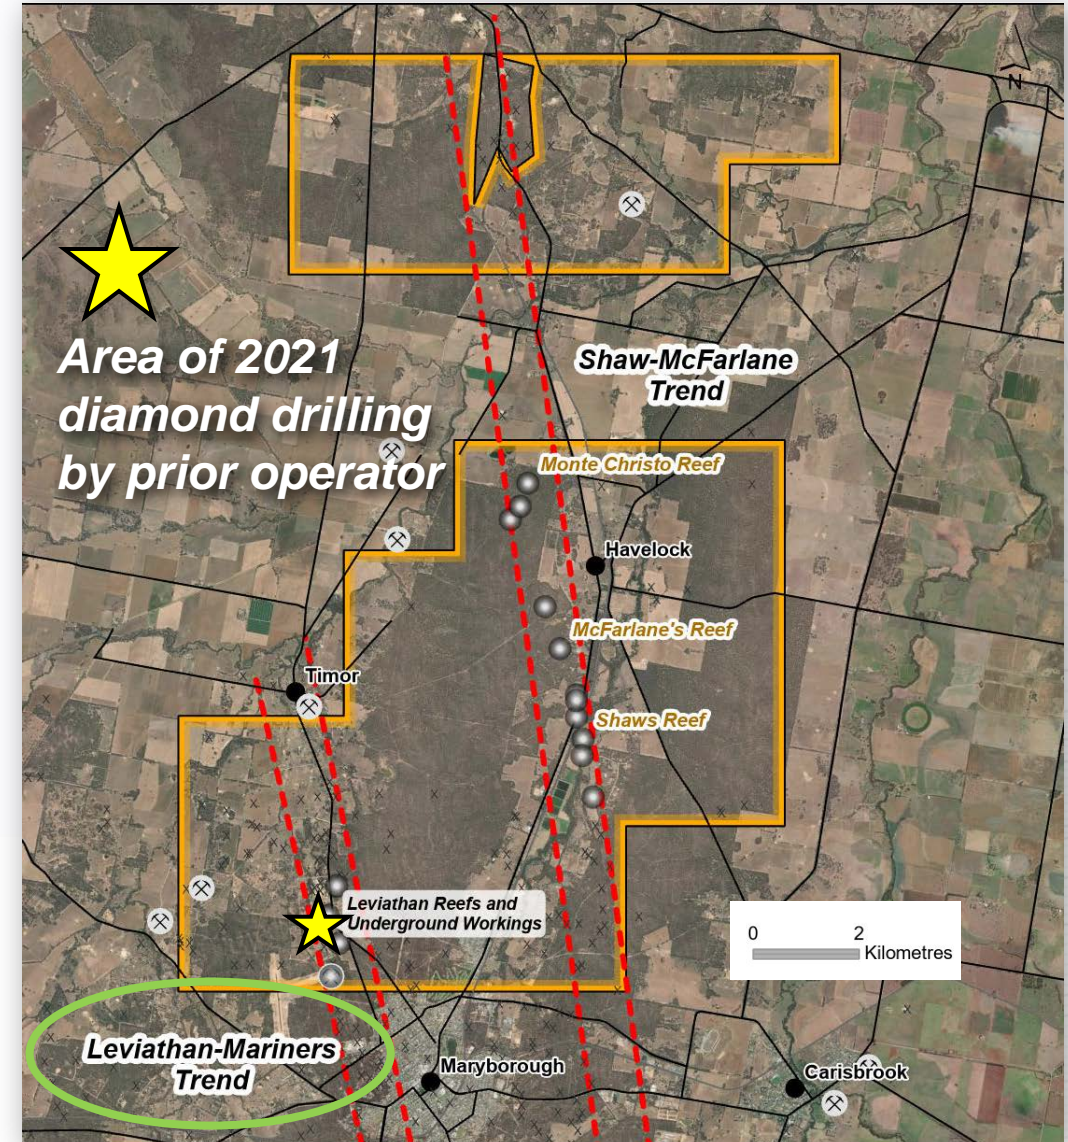 N
Area of 2021
diamond drilling
by prior operator
Shaw-McFarlane
Trend
Monte Christo Reef
Havelock
McFarlane's Reef
Timor
Shaws Reef
Leviathan Reefs and
Underground Workings
0 2
Kilometres
Leviathan-Mariners
Trend
Maryborough
Carisbrook